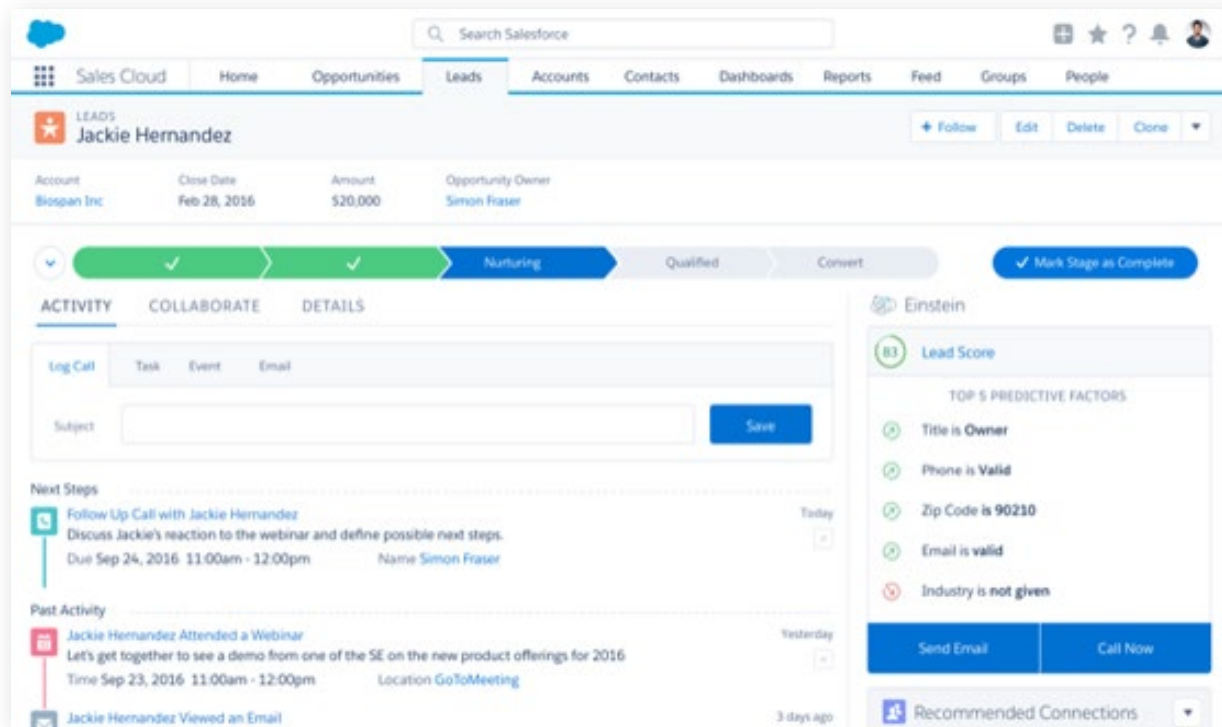 Search Salesforce
Sales Cloud Home Opportunities Leads Accounts Contacts Dashboards Reports Feed Groups People
LEADS
Jackie Hernandez
+ Follow Edit Delete Clone
Account Close Date Amount Opportunity Owner
Biospan Inc Feb 28, 2016 $20,000 Simon Fraser
Nurturing Qualified Convert Mark Stage as Complete
ACTIVITY COLLABORATE DETAILS
Log Call Task Event Email
Subject Save
Next Steps
Follow Up Call with Jackie Hernandez Today
Discuss Jackie's reaction to the webinar and define possible next steps.
Due Sep 24, 2016 11:00am - 12:00pm Name Simon Fraser
Past Activity
Jackie Hernandez Attended a Webinar Yesterday
Let's get together to see a demo from one of the SE on the new product offerings for 2016
Time Sep 23, 2016 11:00am - 12:00pm Location GoToMeeting
Jackie Hernandez Viewed an Email 3 days ago
Einstein
83 Lead Score
TOP 5 PREDICTIVE FACTORS
Title is Owner
Phone is Valid
Zip Code is 90210
Email is valid
Industry is not given
Send Email Call Now
Recommended Connections